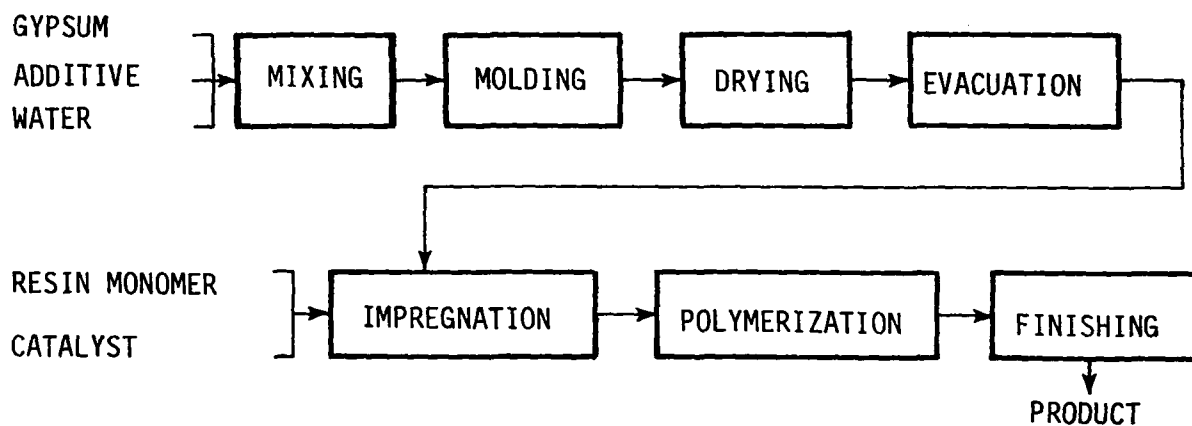 GYPSUM
ADDITIVE
WATER
MIXING
MOLDING
DRYING
EVACUATION
RESIN MONOMER
CATALYST
IMPREGNATION
POLYMERIZATION
FINISHING
PRODUCT